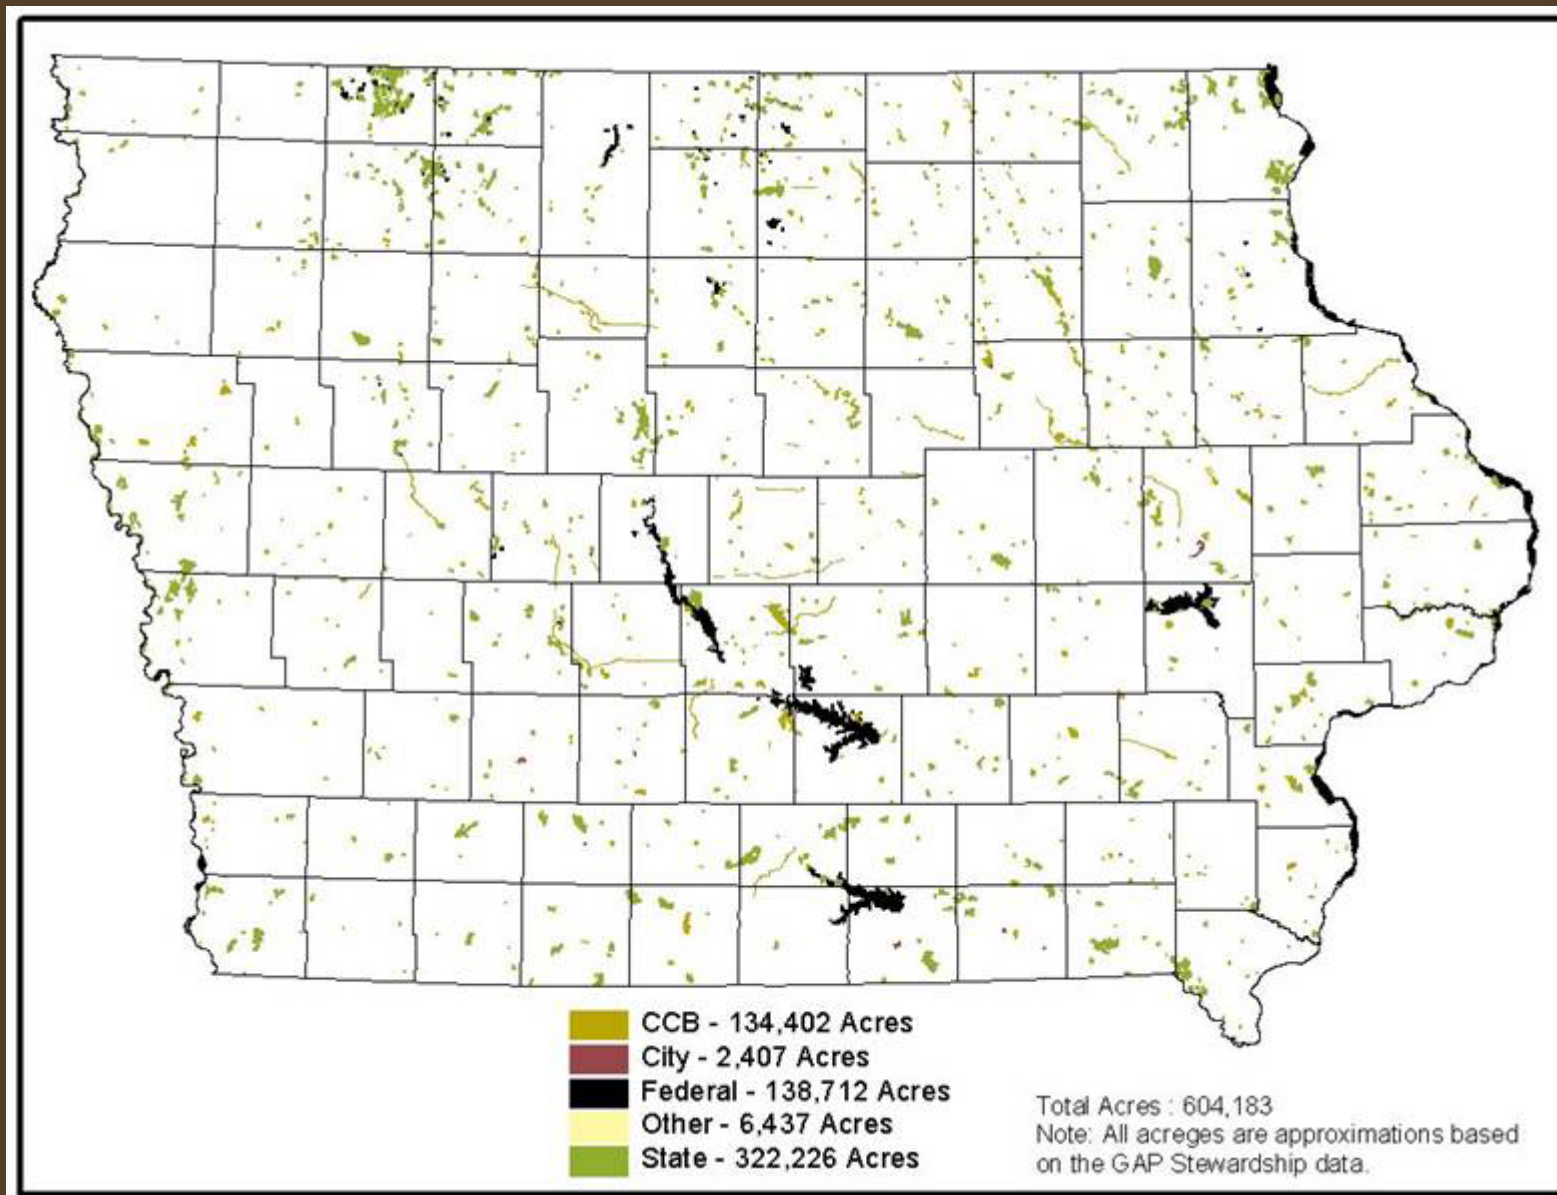 CCB - 134,402 Acres
City - 2,407 Acres
Federal - 138,712 Acres
Other - 6,437 Acres
State - 322,226 Acres
Total Acres : 604,183
Note: All acreges are approximations based
on the GAP Stewardship data.